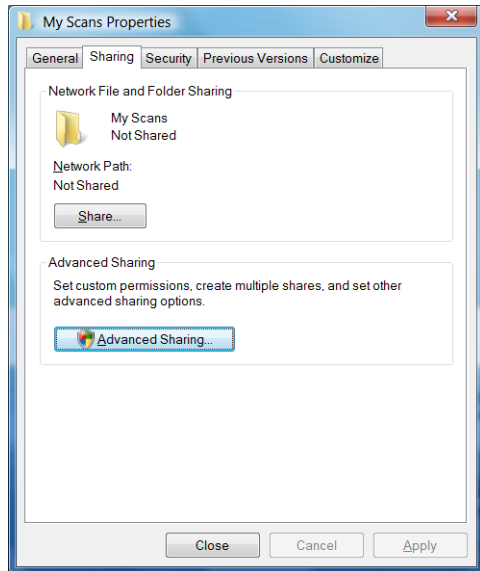 My Scans Properties
General Sharing Security Previous Versions Customize
Network File and Folder Sharing
My Scans
Not Shared
Network Path:
Not Shared
Share...
Advanced Sharing
Set custom permissions, create multiple shares, and set other
advanced sharing options.
Advanced Sharing...
Close Cancel Apply